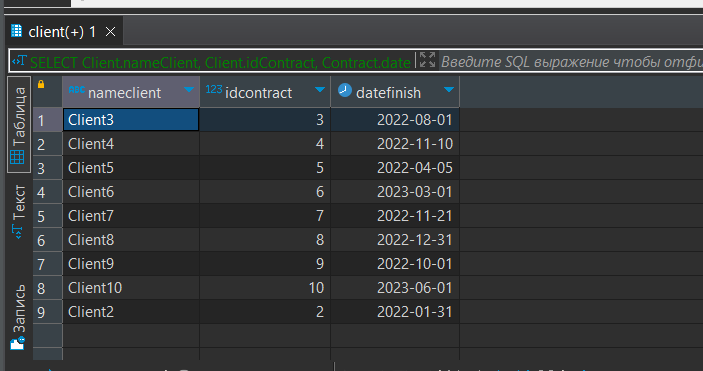 client(+) 1
SELECT Client.nameClient, Client.idContract, Contract.date Введите SQL выражение чтобы отфи
Таблица
Текст
Запись
ABC nameclient 123 idcontract datefinish
1 Client3 3 2022-08-01
2 Client4 4 2022-11-10
3 Client5 5 2022-04-05
4 Client6 6 2023-03-01
5 Client7 7 2022-11-21
6 Client8 8 2022-12-31
7 Client9 9 2022-10-01
8 Client10 10 2023-06-01
9 Client2 2 2022-01-31